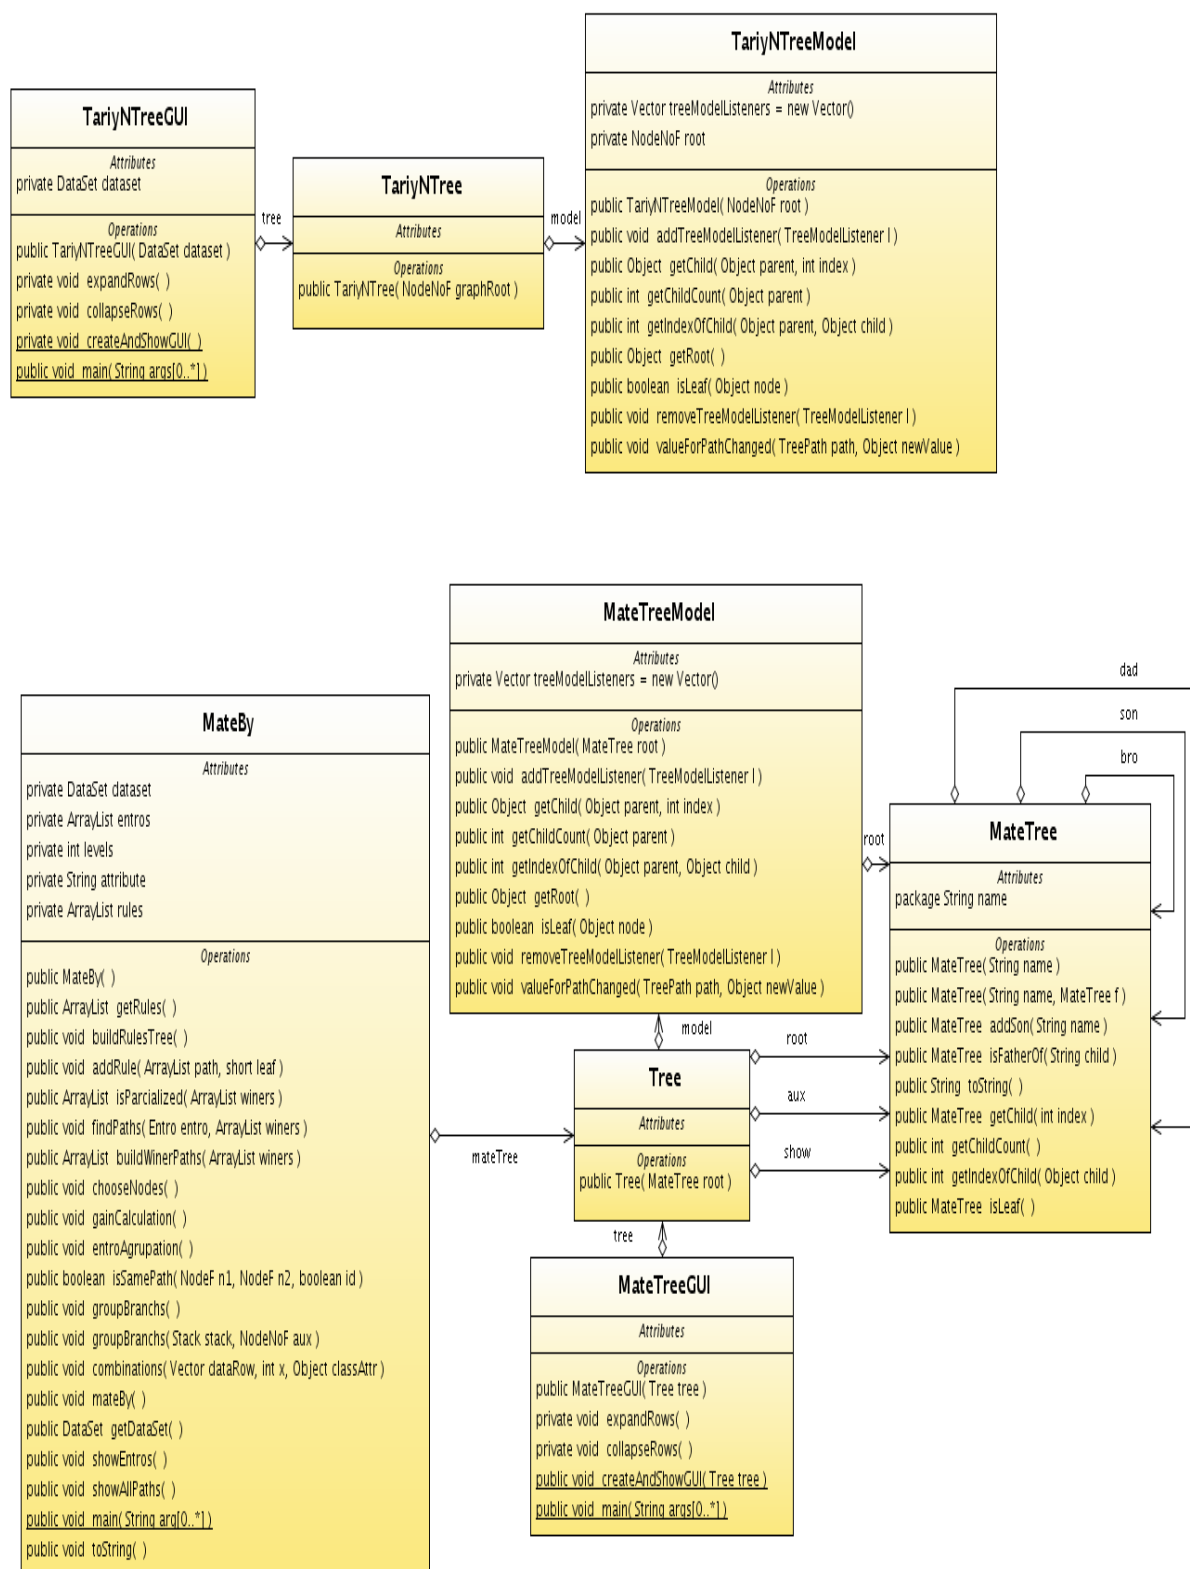 TariyNTreeGUI
Attributes
private DataSet dataset
Operations
public TariyNTreeGUI( DataSet dataset )
private void expandRows( )
private void collapseRows( )
private void createAndShowGUI( )
public void main( String args[0..*] )
tree
TariyNTree
Attributes
Operations
public TariyNTree( NodeNoF graphRoot )
model
TariyNTreeModel
Attributes
private Vector treeModelListeners = new Vector()
private NodeNoF root
Operations
public TariyNTreeModel( NodeNoF root )
public void addTreeModelListener( TreeModelListener l )
public Object getChild( Object parent, int index )
public int getChildCount( Object parent )
public int getIndexOfChild( Object parent, Object child )
public Object getRoot( )
public boolean isLeaf( Object node )
public void removeTreeModelListener( TreeModelListener l )
public void valueForPathChanged( TreePath path, Object newValue )
MateBy
Attributes
private DataSet dataset
private ArrayList entros
private int levels
private String attribute
private ArrayList rules
Operations
public MateBy( )
public ArrayList getRules( )
public void buildRulesTree( )
public void addRule( ArrayList path, short leaf )
public ArrayList isParcialized( ArrayList winers )
public void findPaths( Entro entro, ArrayList winers )
public ArrayList buildWinerPaths( ArrayList winers )
public void chooseNodes( )
public void gainCalculation( )
public void entroAgrupation( )
public boolean isSamePath( NodeF n1, NodeF n2, boolean id )
public void groupBranchs( )
public void groupBranchs( Stack stack, NodeNoF aux )
public void combinations( Vector dataRow, int x, Object classAttr )
public void mateBy( )
public DataSet getDataSet( )
public void showEntros( )
public void showAllPaths( )
public void main( String arg[0..*] )
public void toString( )
mateTree
MateTreeModel
Attributes
private Vector treeModelListeners = new Vector()
Operations
public MateTreeModel( MateTree root )
public void addTreeModelListener( TreeModelListener l )
public Object getChild( Object parent, int index )
public int getChildCount( Object parent )
public int getIndexOfChild( Object parent, Object child )
public Object getRoot( )
public boolean isLeaf( Object node )
public void removeTreeModelListener( TreeModelListener l )
public void valueForPathChanged( TreePath path, Object newValue )
root
model
Tree
Attributes
Operations
public Tree( MateTree root )
root
aux
show
tree
MateTreeGUI
Attributes
Operations
public MateTreeGUI( Tree tree )
private void expandRows( )
private void collapseRows( )
public void createAndShowGUI( Tree tree )
public void main( String args[0..*] )
dad
son
bro
MateTree
Attributes
package String name
Operations
public MateTree( String name )
public MateTree( String name, MateTree f )
public MateTree addSon( String name )
public MateTree isFatherOf( String child )
public String toString( )
public MateTree getChild( int index )
public int getChildCount( )
public int getIndexOfChild( Object child )
public MateTree isLeaf( )